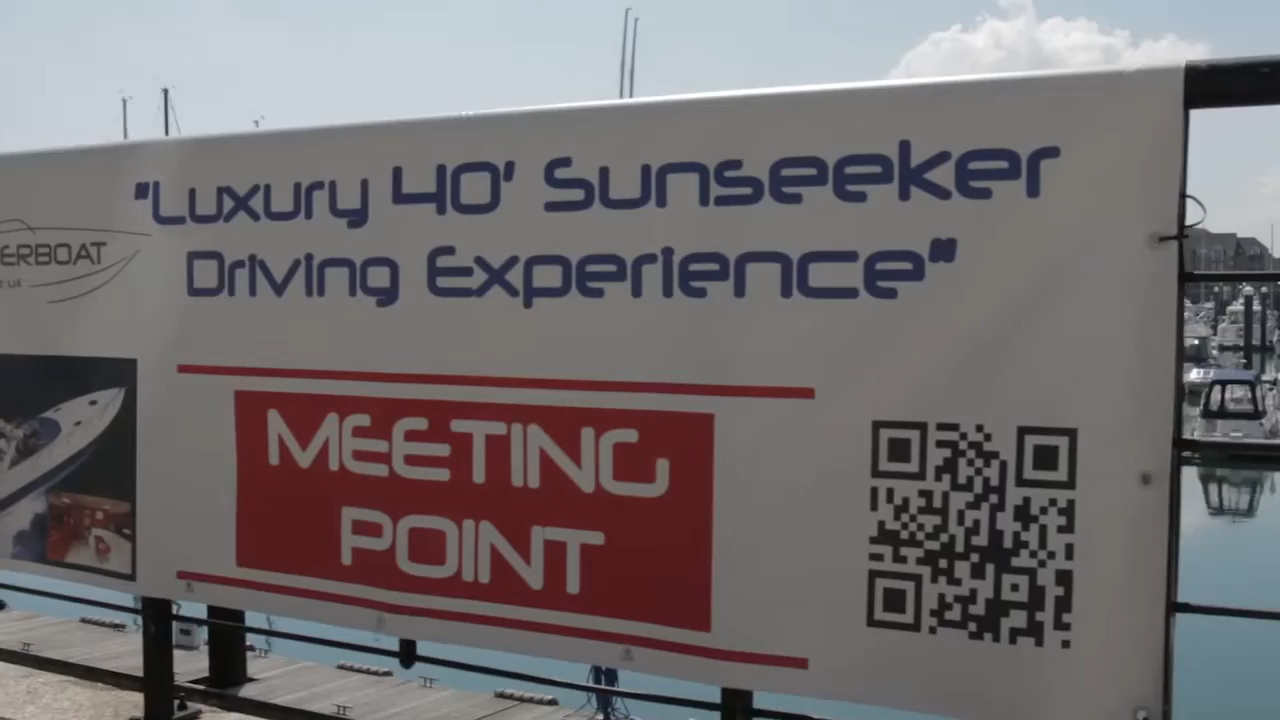 "Luxury 40' Sunseeker
Driving Experience"
ERBOAT
MEETING
POINT